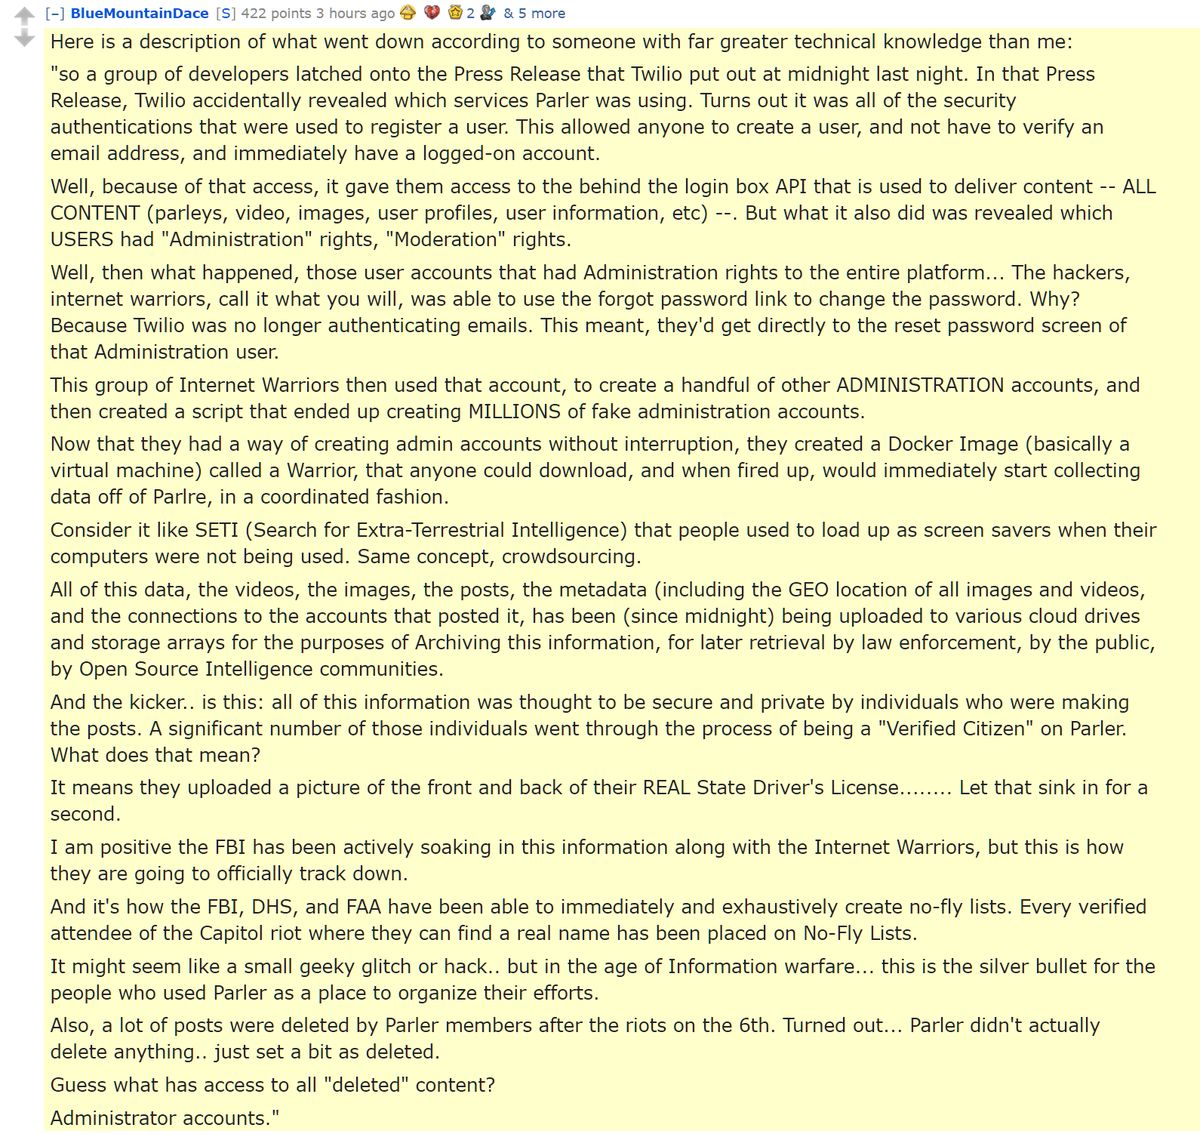 [–] BlueMountainDace [S] 422 points 3 hours ago 2 & 5 more
Here is a description of what went down according to someone with far greater technical knowledge than me:
"so a group of developers latched onto the Press Release that Twilio put out at midnight last night. In that Press
Release, Twilio accidentally revealed which services Parler was using. Turns out it was all of the security
authentications that were used to register a user. This allowed anyone to create a user, and not have to verify an
email address, and immediately have a logged-on account.
Well, because of that access, it gave them access to the behind the login box API that is used to deliver content -- ALL
CONTENT (parleys, video, images, user profiles, user information, etc) --. But what it also did was revealed which
USERS had "Administration" rights, "Moderation" rights.
Well, then what happened, those user accounts that had Administration rights to the entire platform... The hackers,
internet warriors, call it what you will, was able to use the forgot password link to change the password. Why?
Because Twilio was no longer authenticating emails. This meant, they'd get directly to the reset password screen of
that Administration user.
This group of Internet Warriors then used that account, to create a handful of other ADMINISTRATION accounts, and
then created a script that ended up creating MILLIONS of fake administration accounts.
Now that they had a way of creating admin accounts without interruption, they created a Docker Image (basically a
virtual machine) called a Warrior, that anyone could download, and when fired up, would immediately start collecting
data off of Parlre, in a coordinated fashion.
Consider it like SETI (Search for Extra-Terrestrial Intelligence) that people used to load up as screen savers when their
computers were not being used. Same concept, crowdsourcing.
All of this data, the videos, the images, the posts, the metadata (including the GEO location of all images and videos,
and the connections to the accounts that posted it, has been (since midnight) being uploaded to various cloud drives
and storage arrays for the purposes of Archiving this information, for later retrieval by law enforcement, by the public,
by Open Source Intelligence communities.
And the kicker.. is this: all of this information was thought to be secure and private by individuals who were making
the posts. A significant number of those individuals went through the process of being a "Verified Citizen" on Parler.
What does that mean?
It means they uploaded a picture of the front and back of their REAL State Driver's License........ Let that sink in for a
second.
I am positive the FBI has been actively soaking in this information along with the Internet Warriors, but this is how
they are going to officially track down.
And it's how the FBI, DHS, and FAA have been able to immediately and exhaustively create no-fly lists. Every verified
attendee of the Capitol riot where they can find a real name has been placed on No-Fly Lists.
It might seem like a small geeky glitch or hack.. but in the age of Information warfare... this is the silver bullet for the
people who used Parler as a place to organize their efforts.
Also, a lot of posts were deleted by Parler members after the riots on the 6th. Turned out... Parler didn't actually
delete anything.. just set a bit as deleted.
Guess what has access to all "deleted" content?
Administrator accounts."